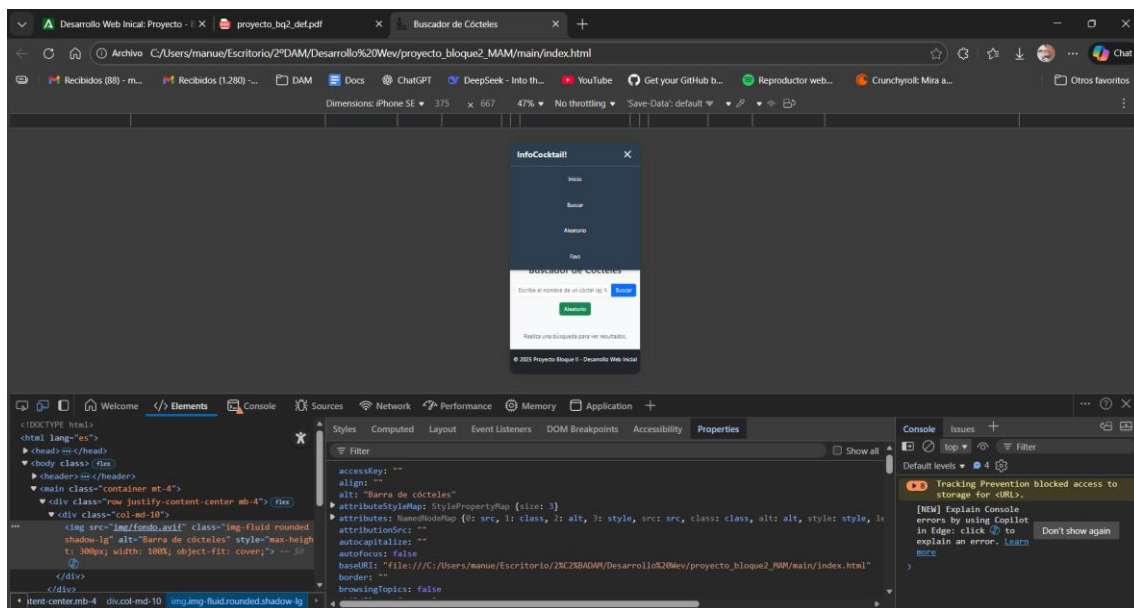 Desarrollo Web Inical: Proyecto - E
proyecto_bq2_def.pdf
Buscador de Cócteles
Archivo C:/Users/manue/Escritorio/2ºDAM/Desarrollo%20Wev/proyecto_bloque2_MAM/main/index.html
Chat
Recibidos (88) - m...
Recibidos (1.280) -...
DAM
Docs
ChatGPT
DeepSeek - Into th...
YouTube
Get your GitHub b...
Reproductor web...
Crunchyroll: Mira a...
Otros favoritos
Dimensions: iPhone SE 375 x 667 47% No throttling 'Save-Data': default
InfoCocktail!
Inicio
Buscar
Aleatorio
Favs
Buscador de Cócteles
Escribe el nombre de un cóctel (ej:
Buscar
Aleatorio
Realiza una búsqueda para ver resultados.
© 2025 Proyecto Bloque II - Desarrollo Web Inicial
Welcome </> Elements Console Sources Network Performance Memory Application
<!DOCTYPE html>
<html lang="es">
<head> ... </head>
<body class> flex
<header> ... </header>
<main class="container mt-4">
<div class="row justify-content-center mb-4"> flex
<div class="col-md-10">
<img src="img/fondo.avif" class="img-fluid rounded
shadow-lg" alt="Barra de cócteles" style="max-heigh
t: 300px; width: 100%; object-fit: cover;"> == $0
</div>
</div>
itent-center.mb-4 div.col-md-10 img.img-fluid.rounded.shadow-lg
Styles Computed Layout Event Listeners DOM Breakpoints Accessibility Properties
Filter
Show all
accessKey: ""
align: ""
alt: "Barra de cócteles"
attributeStyleMap: StylePropertyMap {size: 3}
attributes: NamedNodeMap {0: src, 1: class, 2: alt, 3: style, src: src, class: class, alt: alt, style: style, le
attributionSrc: ""
autocapitalize: ""
autofocus: false
baseURI: "file:///C:/Users/manue/Escritorio/2%C2%BADAM/Desarrollo%20Wev/proyecto_bloque2_MAM/main/index.html"
border: ""
browsingTopics: false
Console Issues
top
Filter
Default levels 4
8 Tracking Prevention blocked access to
storage for <URL>.
[NEW] Explain Console
errors by using Copilot
in Edge: click
to
explain an error. Learn
more
Don't show again